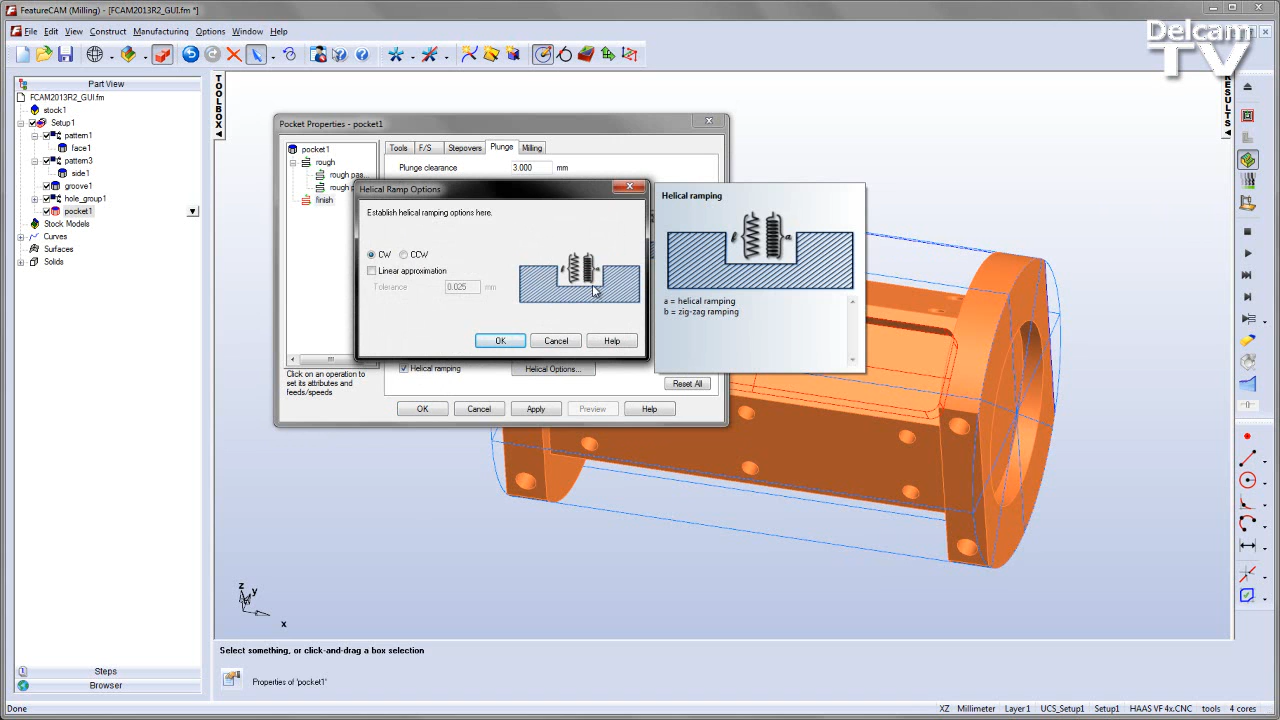 FeatureCAM (Milling) - [FCAM2013R2_GUI.fm *]
File Edit View Construct Manufacturing Options Window Help
Delcam
TV
Part View
FCAM2013R2_GUI.fm
stock1
Setup1
pattern1
face1
pattern3
side1
groove1
hole_group1
pocket1
Stock Models
Curves
Surfaces
Solids
Steps
Browser
TOOLBOX
RESULTS
Pocket Properties - pocket1
pocket1
rough
rough pas...
rough p
finish
Tools F/S Stepovers Plunge Milling
Plunge clearance 3.000 mm
Helical Ramp Options
Establish helical ramping options here.
CW CCW
Linear approximation
Tolerance 0.025 mm
OK Cancel Help
Helical ramping
a = helical ramping
b = zig-zag ramping
Click on an operation to
set its attributes and
feeds/speeds
Helical ramping Helical Options...
Reset All
OK Cancel Apply Preview Help
z
y
x
Select something, or click-and-drag a box selection
Properties of 'pocket1'
Done XZ Millimeter Layer1 UCS_Setup1 Setup1 HAAS VF 4x.CNC tools 4 cores